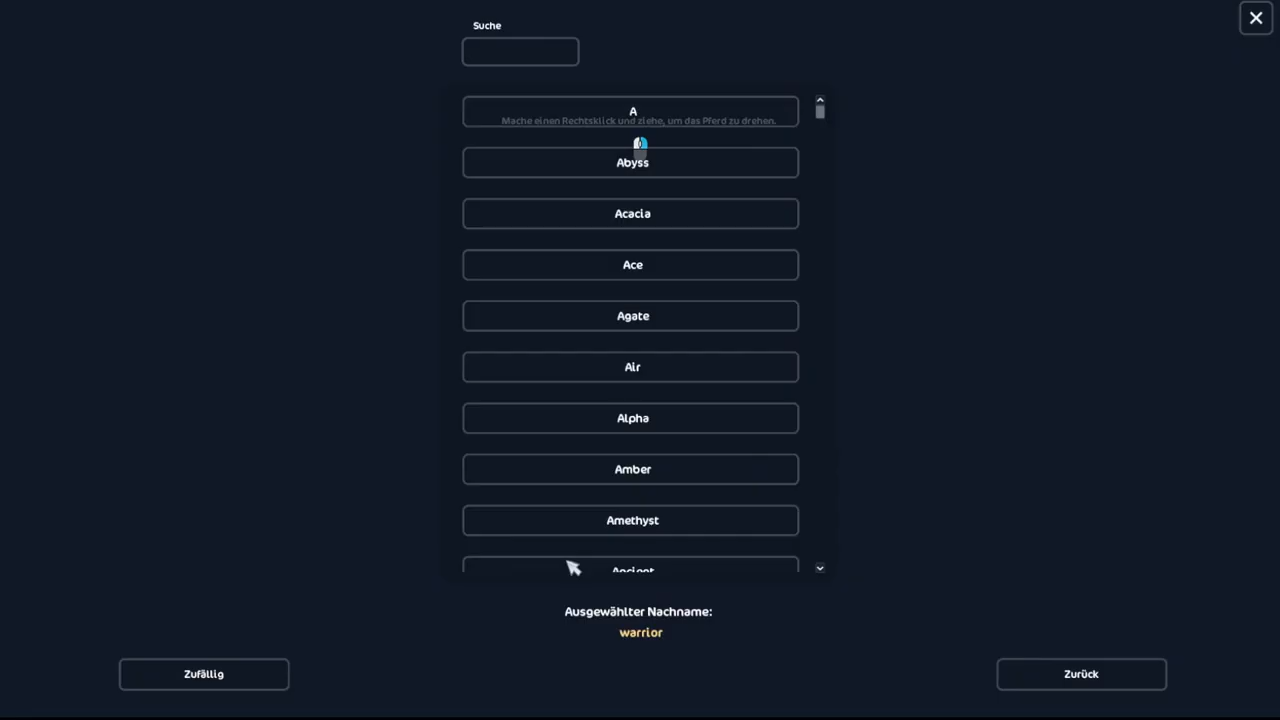 Suche
A
Mache einen Rechtsklick und ziehe, um das Pferd zu drehen.
Abyss
Acacia
Ace
Agate
Air
Alpha
Amber
Amethyst
Ancient
Ausgewählter Nachname:
warrior
Zufällig
Zurück